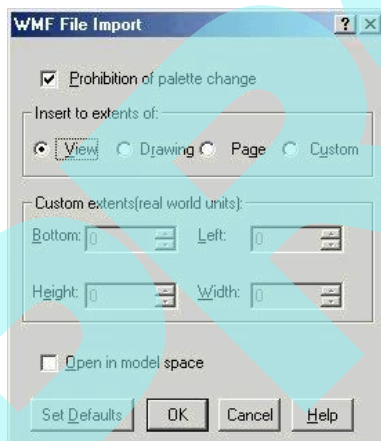 WMF File Import ? ×
Prohibition of palette change
Insert to extents of:
View Drawing Page Custom
Custom extents(real world units):
Bottom: 0 Left: 0
Height: 0 Width: 0
Open in model space
Set Defaults OK Cancel Help